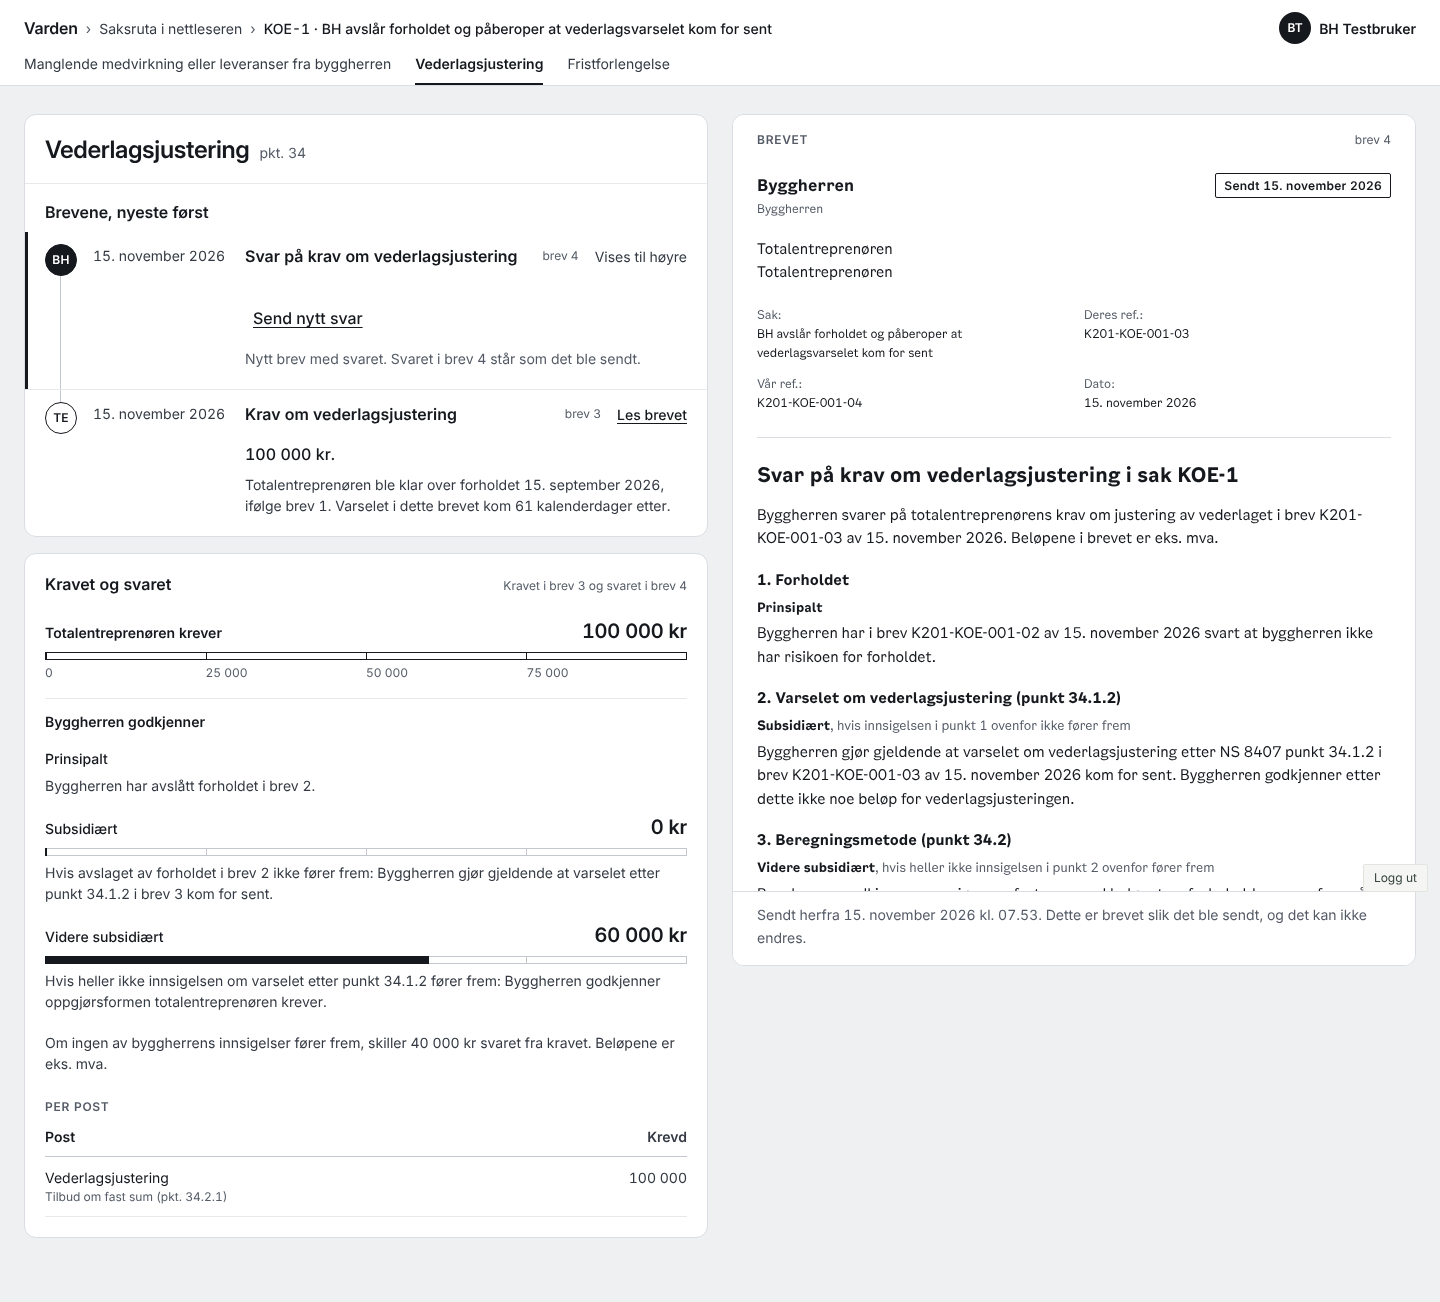 Varden › Saksruta i nettleseren › KOE-1 · BH avslår forholdet og påberoper at vederlagsvarselet kom for sent
BT BH Testbruker
Manglende medvirkning eller leveranser fra byggherren Vederlagsjustering Fristforlengelse
Vederlagsjustering pkt. 34
Brevene, nyeste først
BH 15. november 2026 Svar på krav om vederlagsjustering brev 4 Vises til høyre
Send nytt svar
Nytt brev med svaret. Svaret i brev 4 står som det ble sendt.
TE 15. november 2026 Krav om vederlagsjustering brev 3 Les brevet
100 000 kr.
Totalentreprenøren ble klar over forholdet 15. september 2026,
ifølge brev 1. Varselet i dette brevet kom 61 kalenderdager etter.
Kravet og svaret Kravet i brev 3 og svaret i brev 4
Totalentreprenøren krever 100 000 kr
0 25 000 50 000 75 000
Byggherren godkjenner
Prinsipalt
Byggherren har avslått forholdet i brev 2.
Subsidiært 0 kr
Hvis avslaget av forholdet i brev 2 ikke fører frem: Byggherren gjør gjeldende at varselet etter
punkt 34.1.2 i brev 3 kom for sent.
Videre subsidiært 60 000 kr
Hvis heller ikke innsigelsen om varselet etter punkt 34.1.2 fører frem: Byggherren godkjenner
oppgjørsformen totalentreprenøren krever.
Om ingen av byggherrens innsigelser fører frem, skiller 40 000 kr svaret fra kravet. Beløpene er
eks. mva.
PER POST
Post Krevd
Vederlagsjustering 100 000
Tilbud om fast sum (pkt. 34.2.1)
BREVET brev 4
Byggherren Sendt 15. november 2026
Byggherren
Totalentreprenøren
Totalentreprenøren
Sak: Deres ref.:
BH avslår forholdet og påberoper at K201-KOE-001-03
vederlagsvarselet kom for sent
Vår ref.: Dato:
K201-KOE-001-04 15. november 2026
Svar på krav om vederlagsjustering i sak KOE-1
Byggherren svarer på totalentreprenørens krav om justering av vederlaget i brev K201-
KOE-001-03 av 15. november 2026. Beløpene i brevet er eks. mva.
1. Forholdet
Prinsipalt
Byggherren har i brev K201-KOE-001-02 av 15. november 2026 svart at byggherren ikke
har risikoen for forholdet.
2. Varselet om vederlagsjustering (punkt 34.1.2)
Subsidiært, hvis innsigelsen i punkt 1 ovenfor ikke fører frem
Byggherren gjør gjeldende at varselet om vederlagsjustering etter NS 8407 punkt 34.1.2 i
brev K201-KOE-001-03 av 15. november 2026 kom for sent. Byggherren godkjenner etter
dette ikke noe beløp for vederlagsjusteringen.
3. Beregningsmetode (punkt 34.2)
Videre subsidiært, hvis heller ikke innsigelsen i punkt 2 ovenfor fører frem
Logg ut
Sendt herfra 15. november 2026 kl. 07.53. Dette er brevet slik det ble sendt, og det kan ikke
endres.